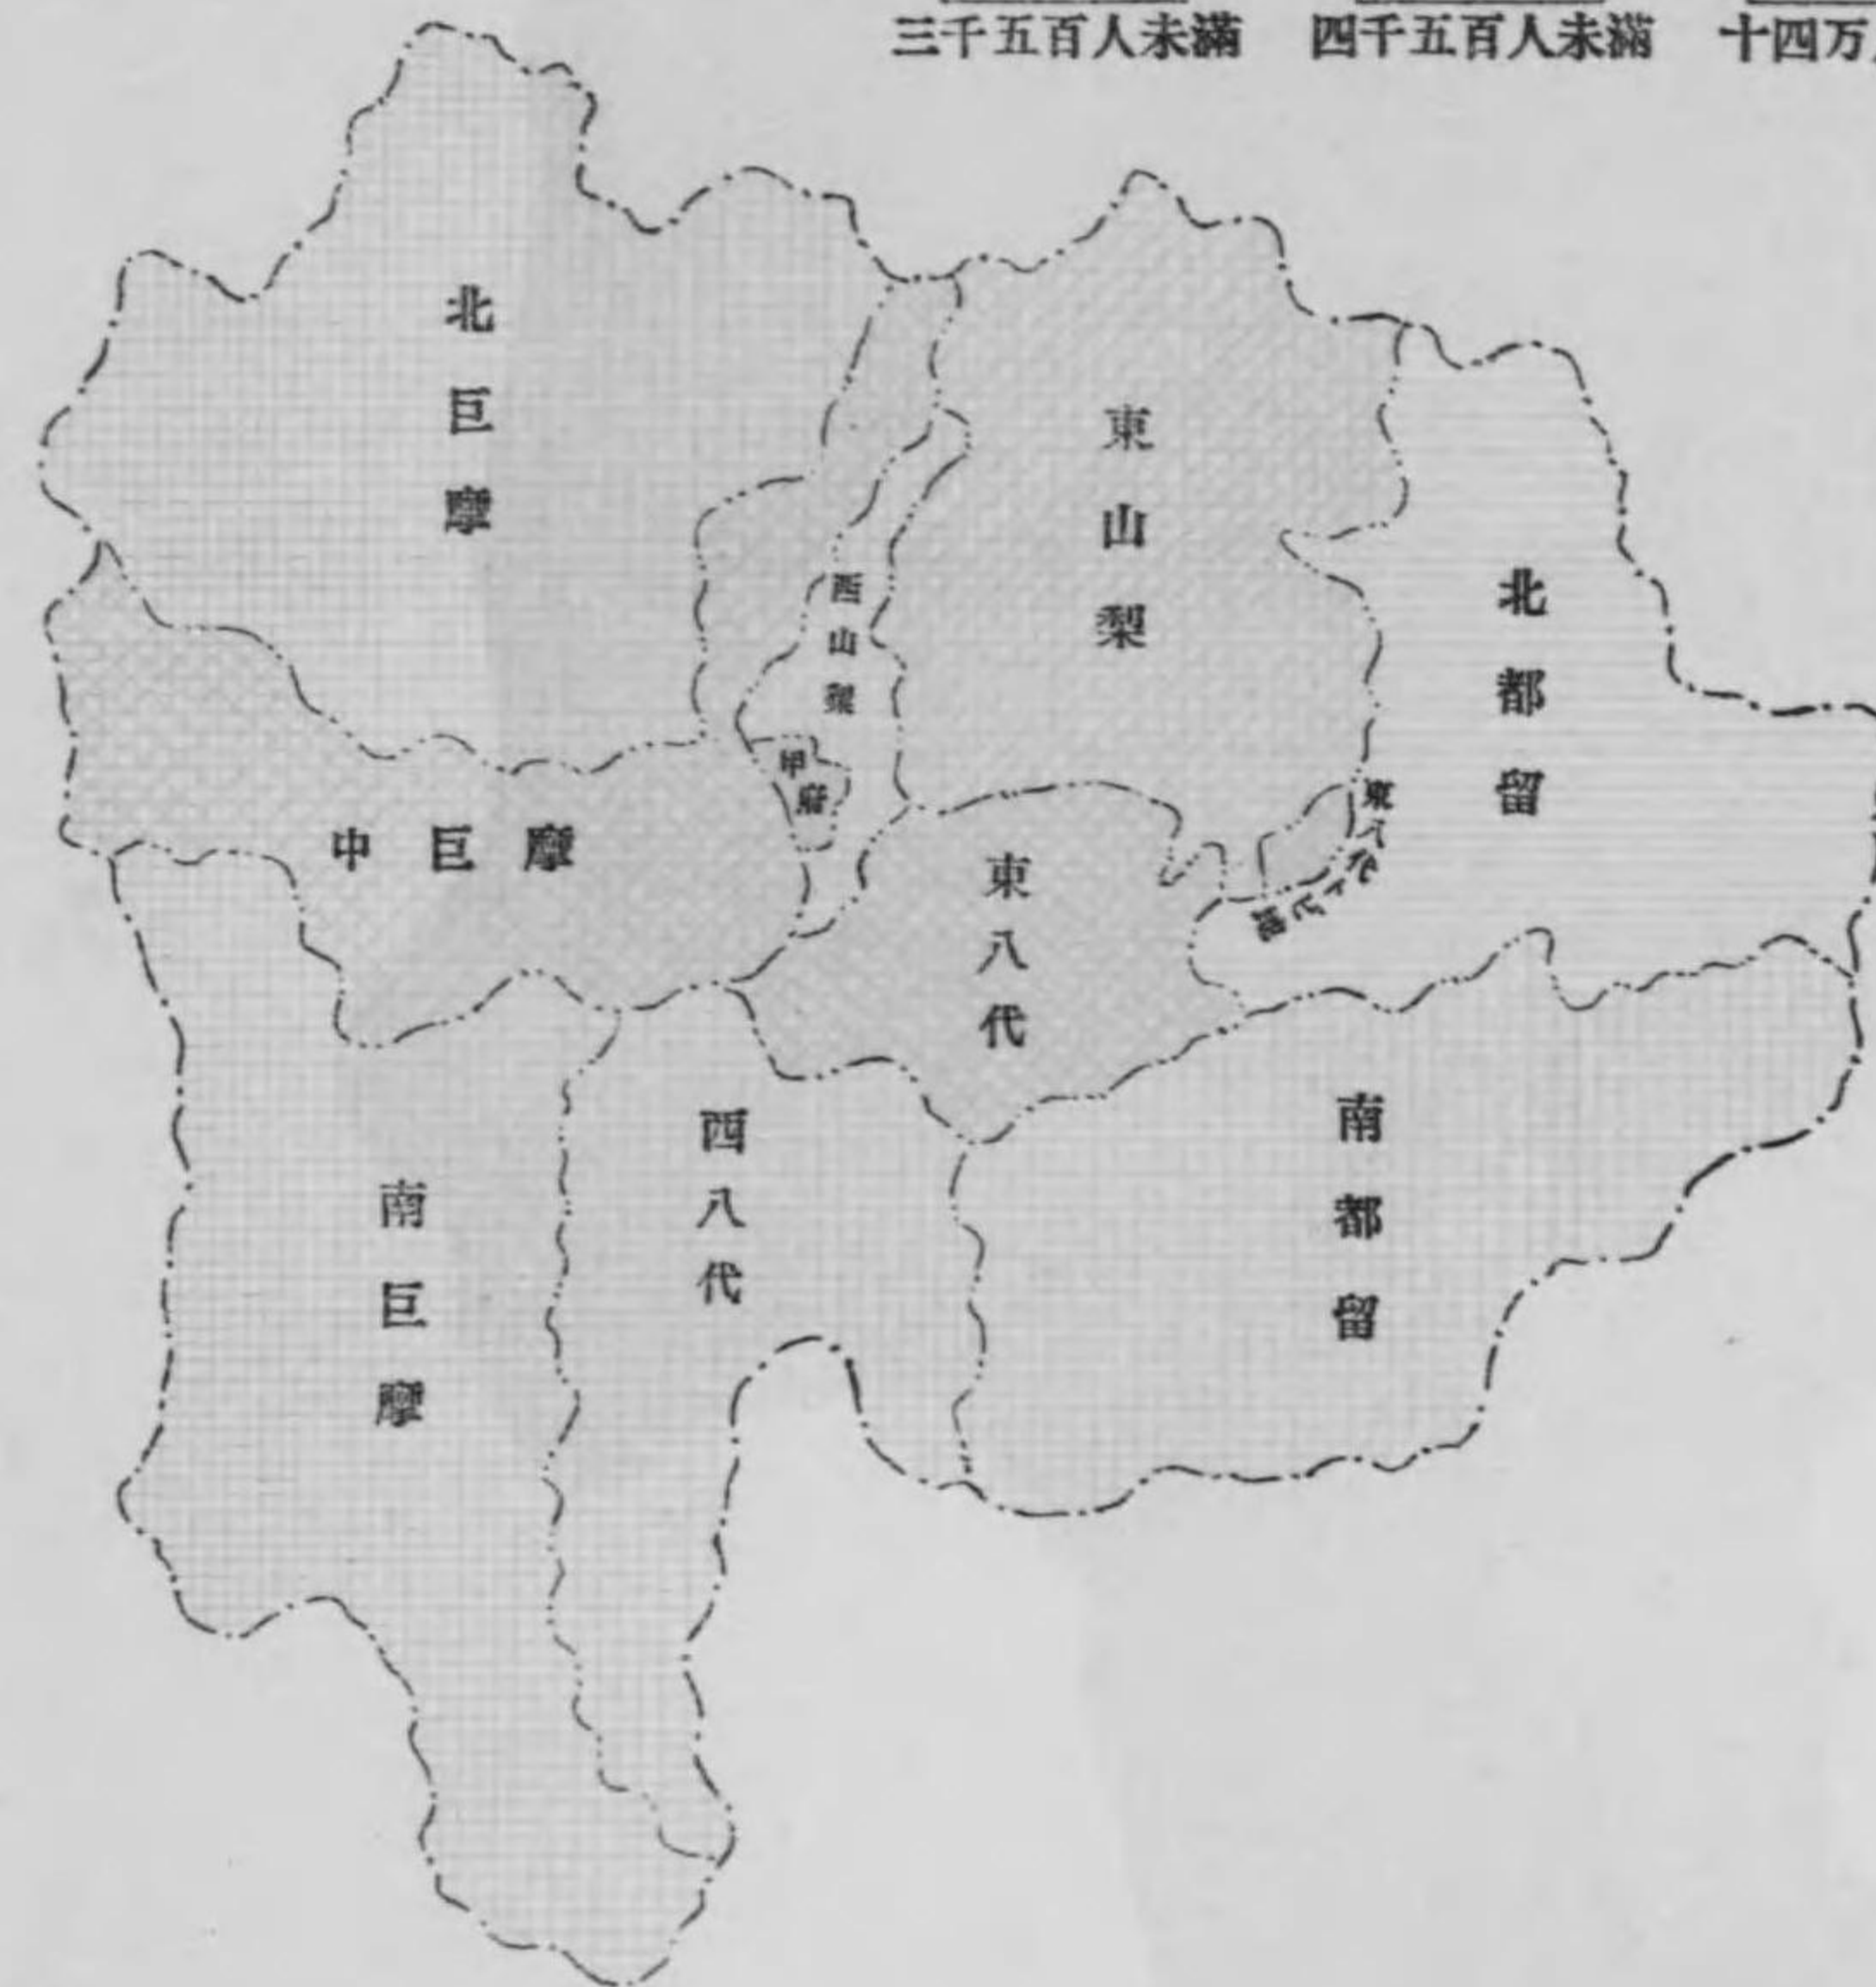 三千五百人未滿　四千五百人未滿　十四万
北巨摩
東山梨
北都留
西山梨
甲府
中巨摩
東八代
南巨摩
西八代
南都留